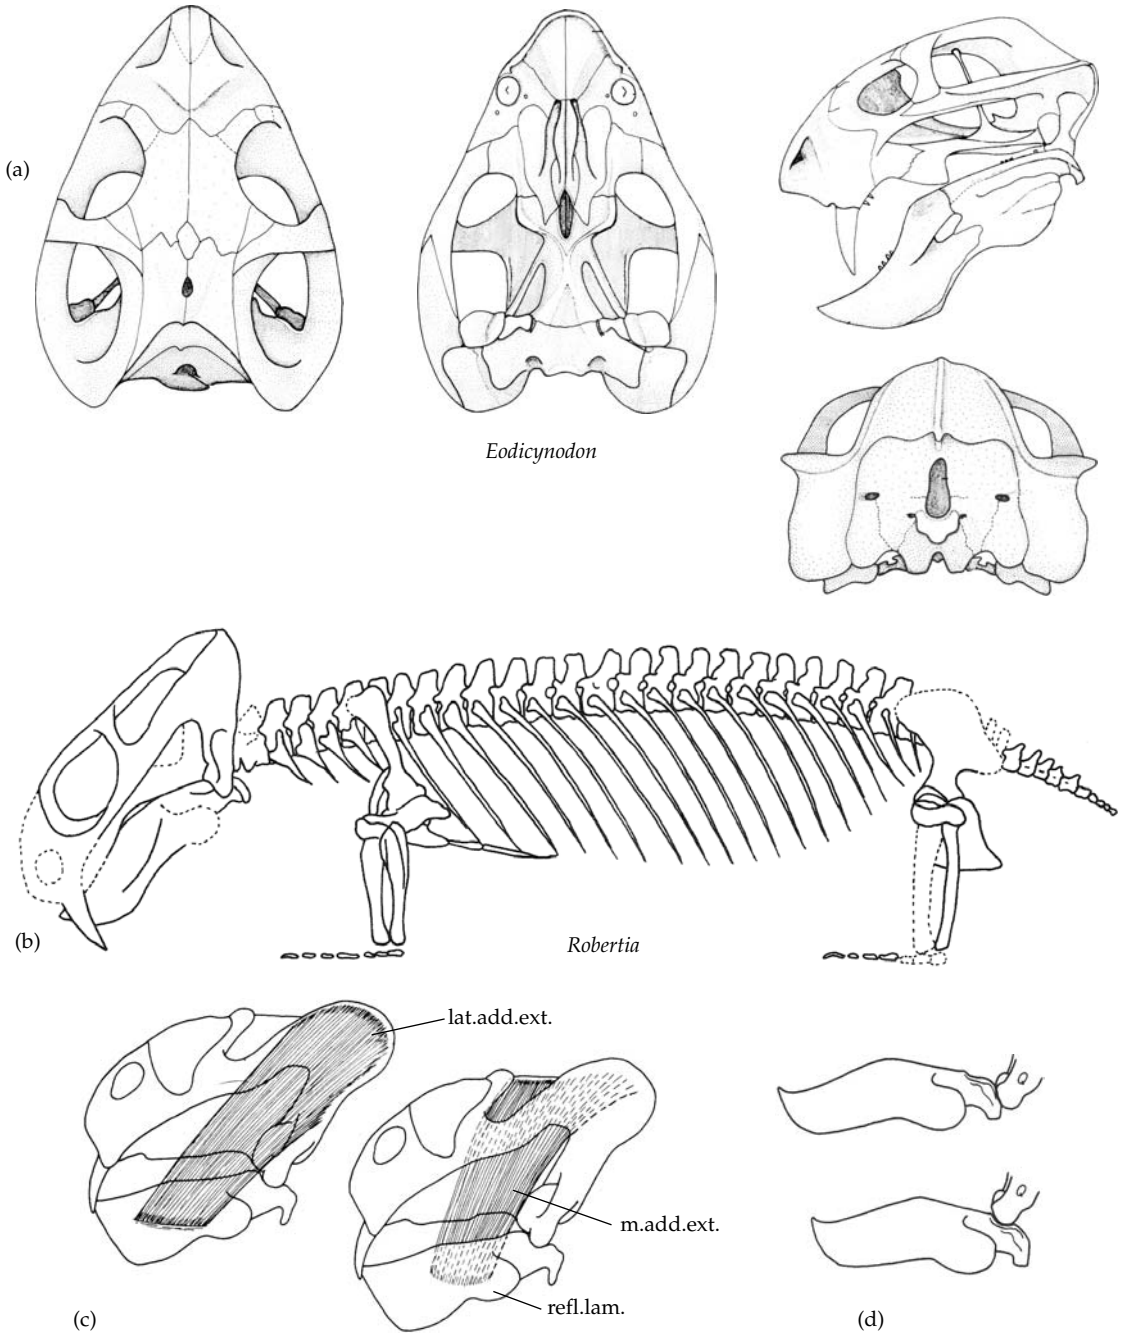 (a)
Eodicynodon
(b)
Robertia
lat.add.ext.
m.add.ext.
refl.lam.
(c)
(d)